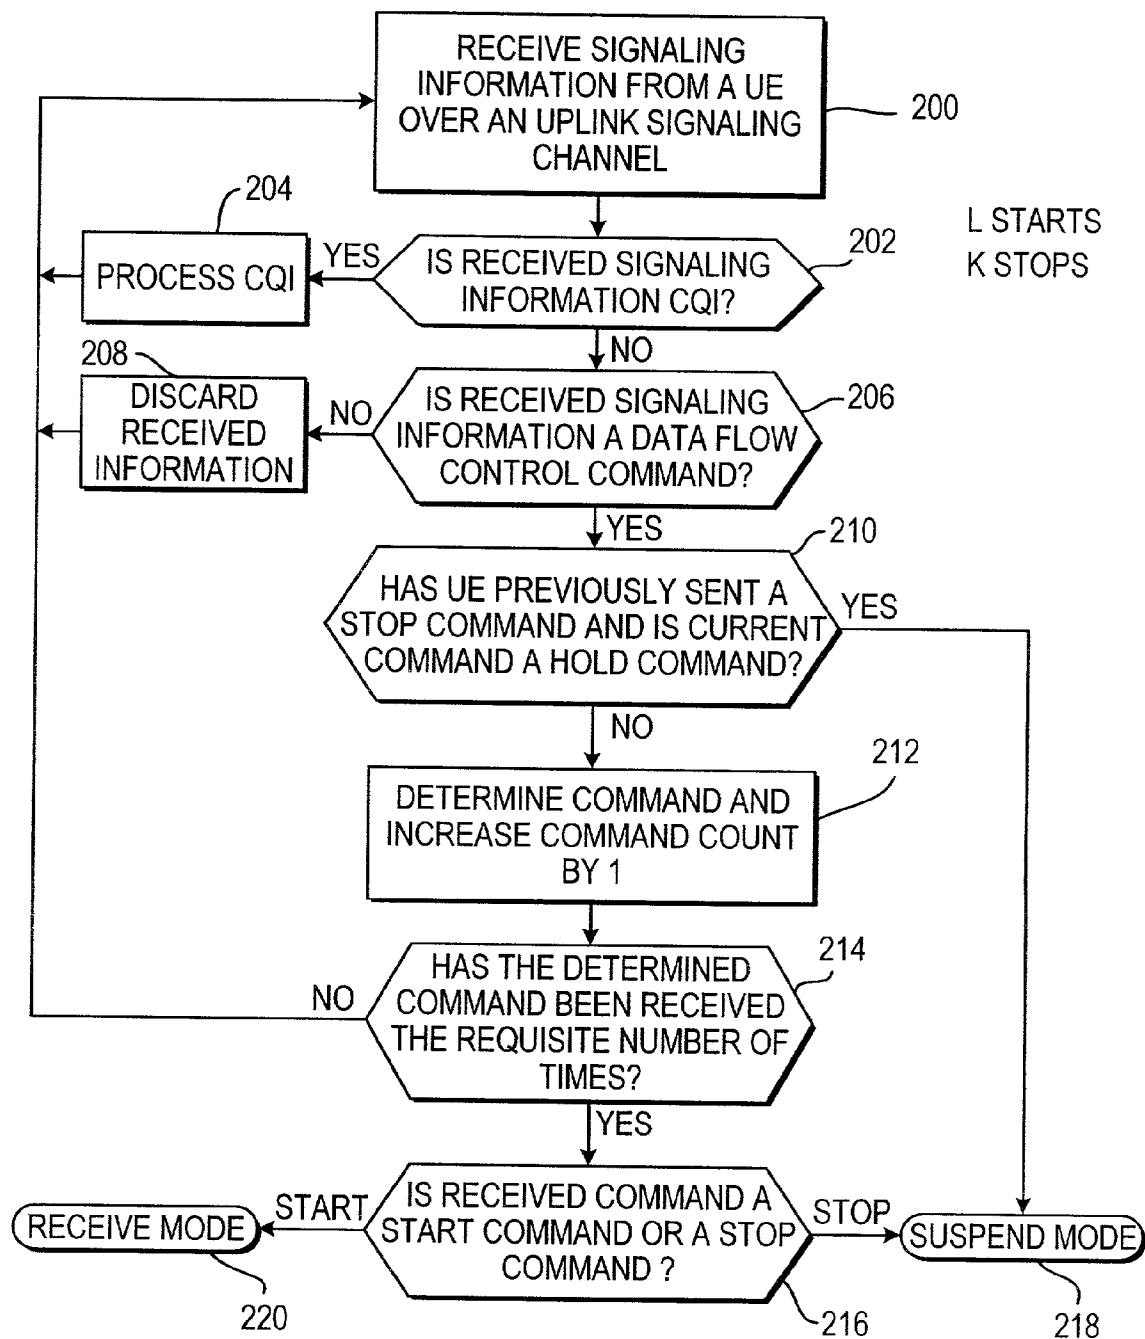 RECEIVE SIGNALING
INFORMATION FROM A UE
OVER AN UPLINK SIGNALING
CHANNEL
200
L STARTS
K STOPS
204
PROCESS CQI
YES
IS RECEIVED SIGNALING
INFORMATION CQI?
202
NO
208
DISCARD
RECEIVED
INFORMATION
NO
IS RECEIVED SIGNALING
INFORMATION A DATA FLOW
CONTROL COMMAND?
206
YES
210
HAS UE PREVIOUSLY SENT A
STOP COMMAND AND IS CURRENT
COMMAND A HOLD COMMAND?
YES
NO
212
DETERMINE COMMAND AND
INCREASE COMMAND COUNT
BY 1
214
HAS THE DETERMINED
COMMAND BEEN RECEIVED
THE REQUISITE NUMBER OF
TIMES?
NO
YES
IS RECEIVED COMMAND A
START COMMAND OR A STOP
COMMAND ?
START
STOP
RECEIVE MODE
SUSPEND MODE
220
216
218